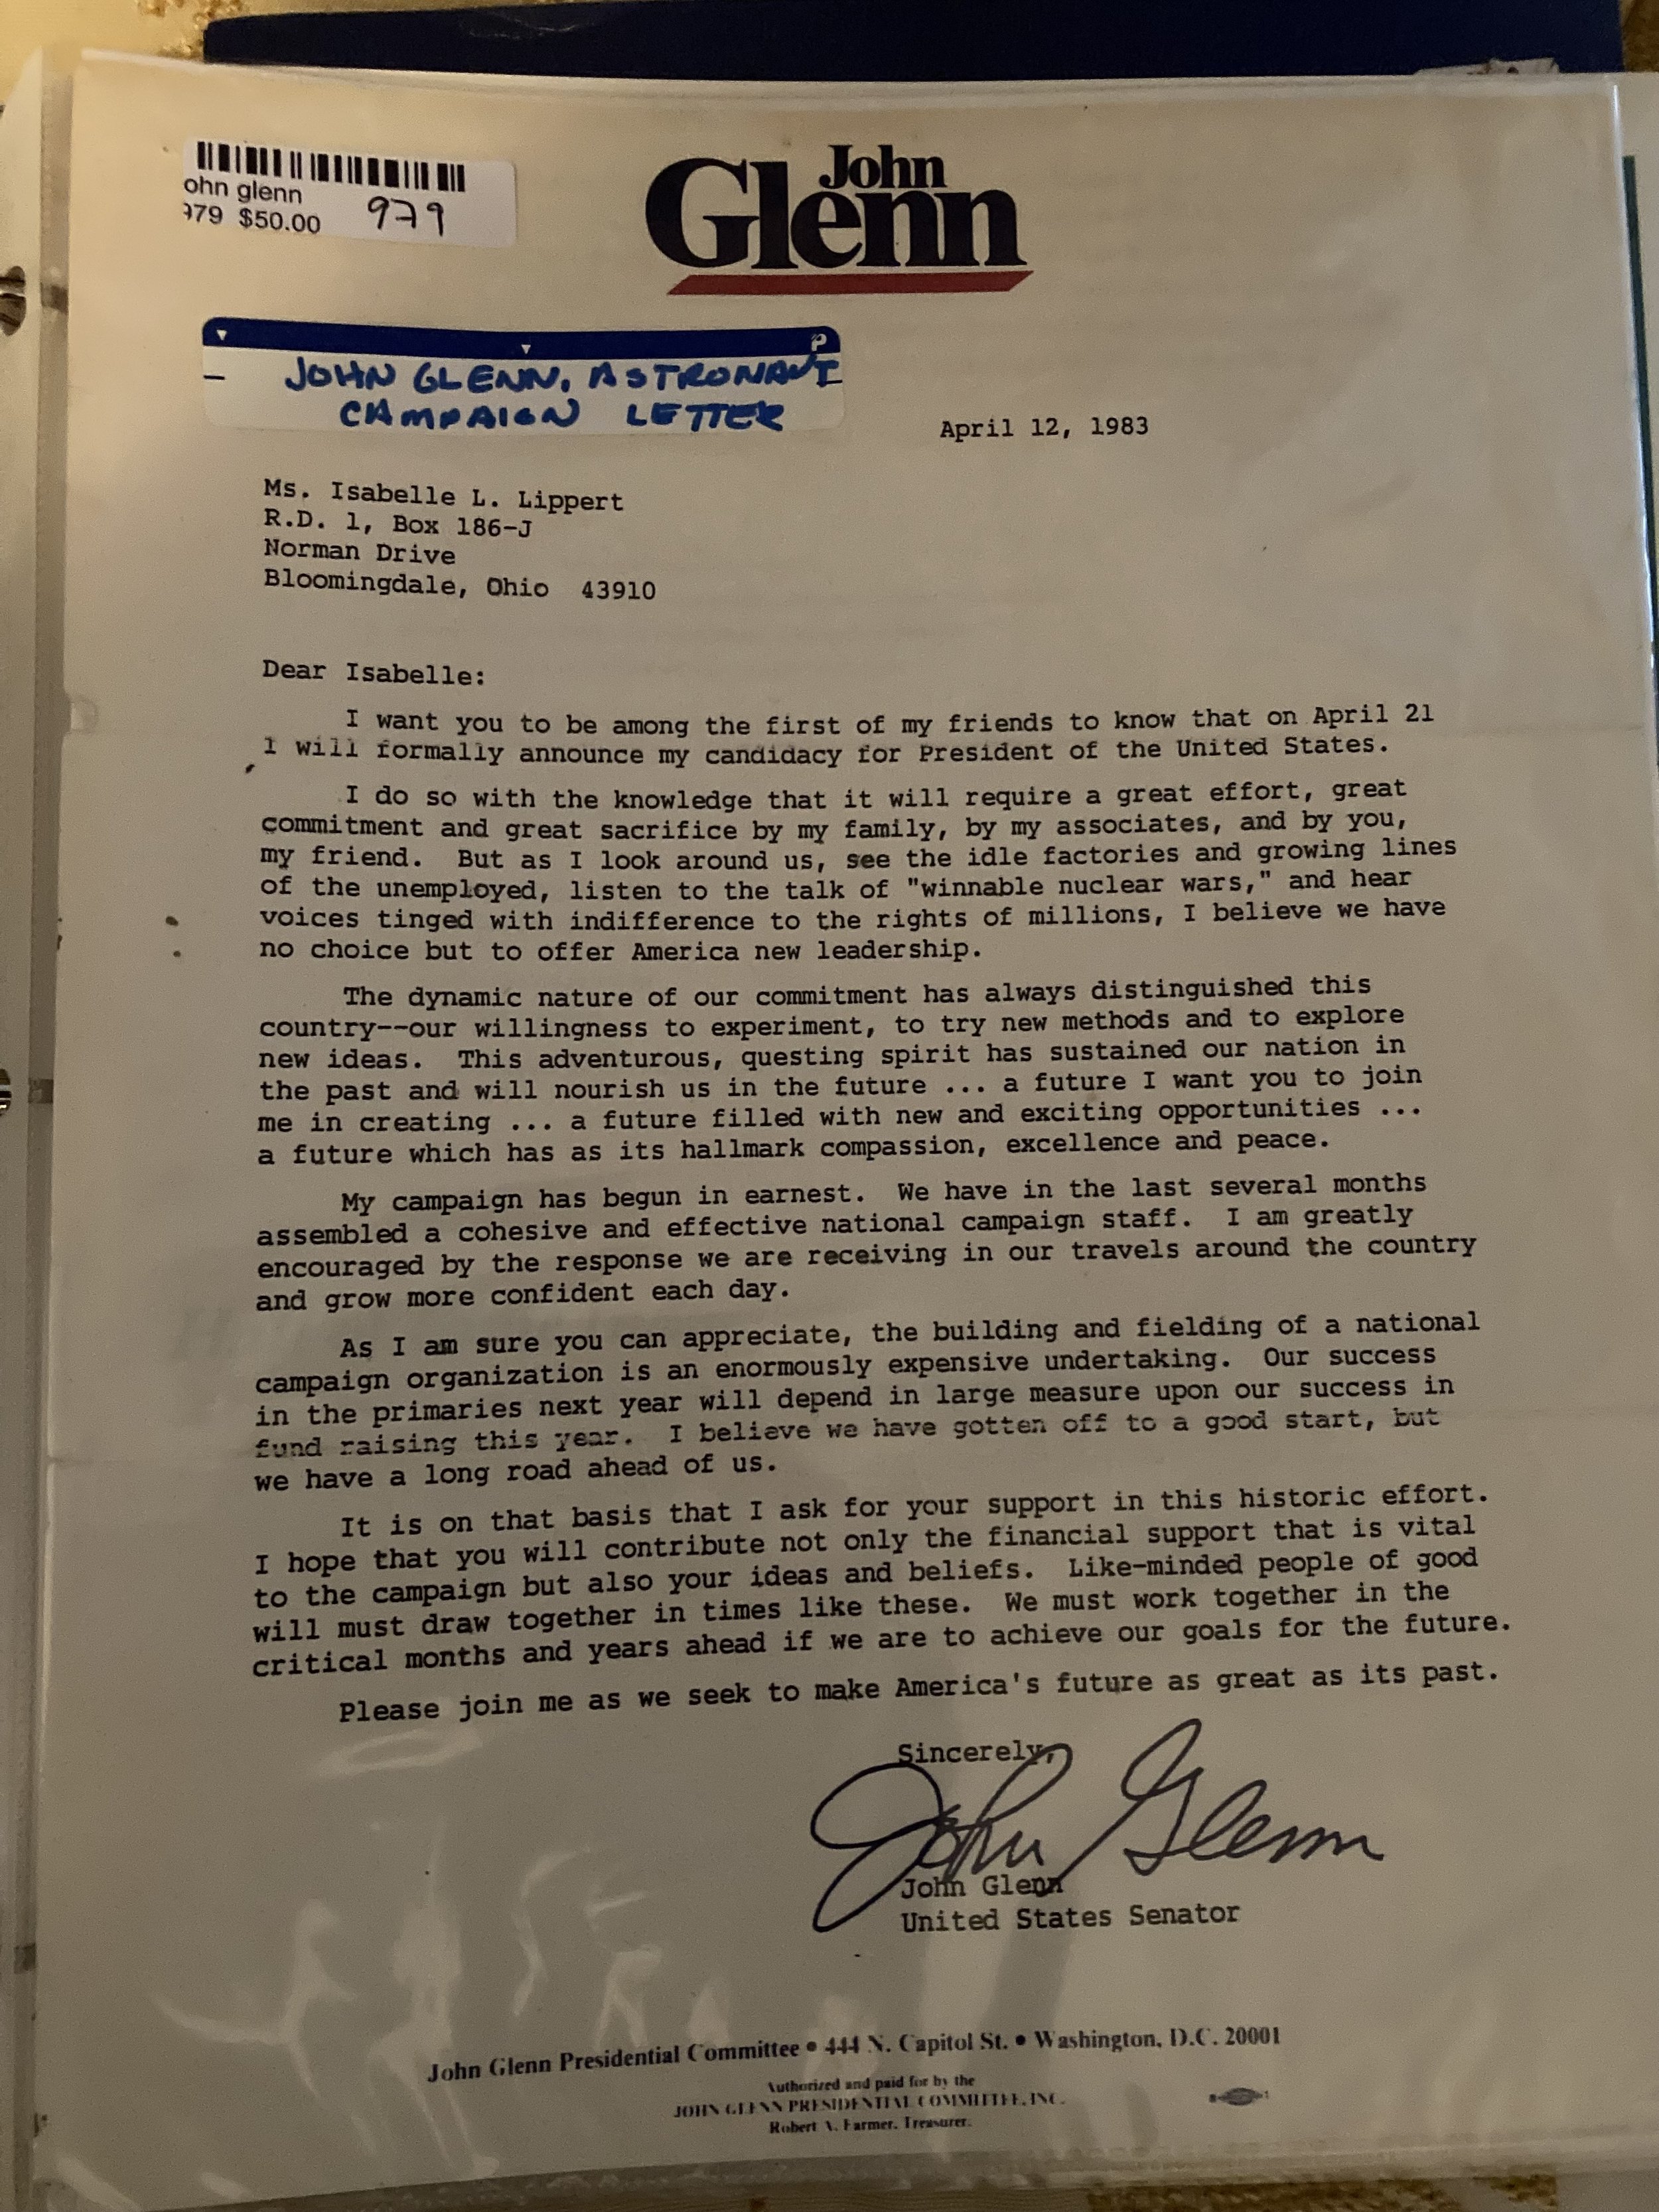 ohn glenn
979 $50.00 979
John
Glenn
JOHN GLENN, ASTRONAUT
CAMPAIGN LETTER
April 12, 1983
Ms. Isabelle L. Lippert
R.D. 1, Box 186-J
Norman Drive
Bloomingdale, Ohio 43910
Dear Isabelle:
I want you to be among the first of my friends to know that on April 21
I will formally announce my candidacy for President of the United States.
I do so with the knowledge that it will require a great effort, great
commitment and great sacrifice by my family, by my associates, and by you,
my friend. But as I look around us, see the idle factories and growing lines
of the unemployed, listen to the talk of "winnable nuclear wars," and hear
voices tinged with indifference to the rights of millions, I believe we have
no choice but to offer America new leadership.
The dynamic nature of our commitment has always distinguished this
country--our willingness to experiment, to try new methods and to explore
new ideas. This adventurous, questing spirit has sustained our nation in
the past and will nourish us in the future ... a future I want you to join
me in creating ... a future filled with new and exciting opportunities ...
a future which has as its hallmark compassion, excellence and peace.
My campaign has begun in earnest. We have in the last several months
assembled a cohesive and effective national campaign staff. I am greatly
encouraged by the response we are receiving in our travels around the country
and grow more confident each day.
As I am sure you can appreciate, the building and fielding of a national
campaign organization is an enormously expensive undertaking. Our success
in the primaries next year will depend in large measure upon our success in
fund raising this year. I believe we have gotten off to a good start, but
we have a long road ahead of us.
It is on that basis that I ask for your support in this historic effort.
I hope that you will contribute not only the financial support that is vital
to the campaign but also your ideas and beliefs. Like-minded people of good
will must draw together in times like these. We must work together in the
critical months and years ahead if we are to achieve our goals for the future.
Please join me as we seek to make America's future as great as its past.
Sincerely,
John Glenn
John Glenn
United States Senator
John Glenn Presidential Committee • 444 N. Capitol St. • Washington, D.C. 20001
Authorized and paid for by the
JOHN GLENN PRESIDENTIAL COMMITTEE, INC.
Robert A. Farmer, Treasurer.